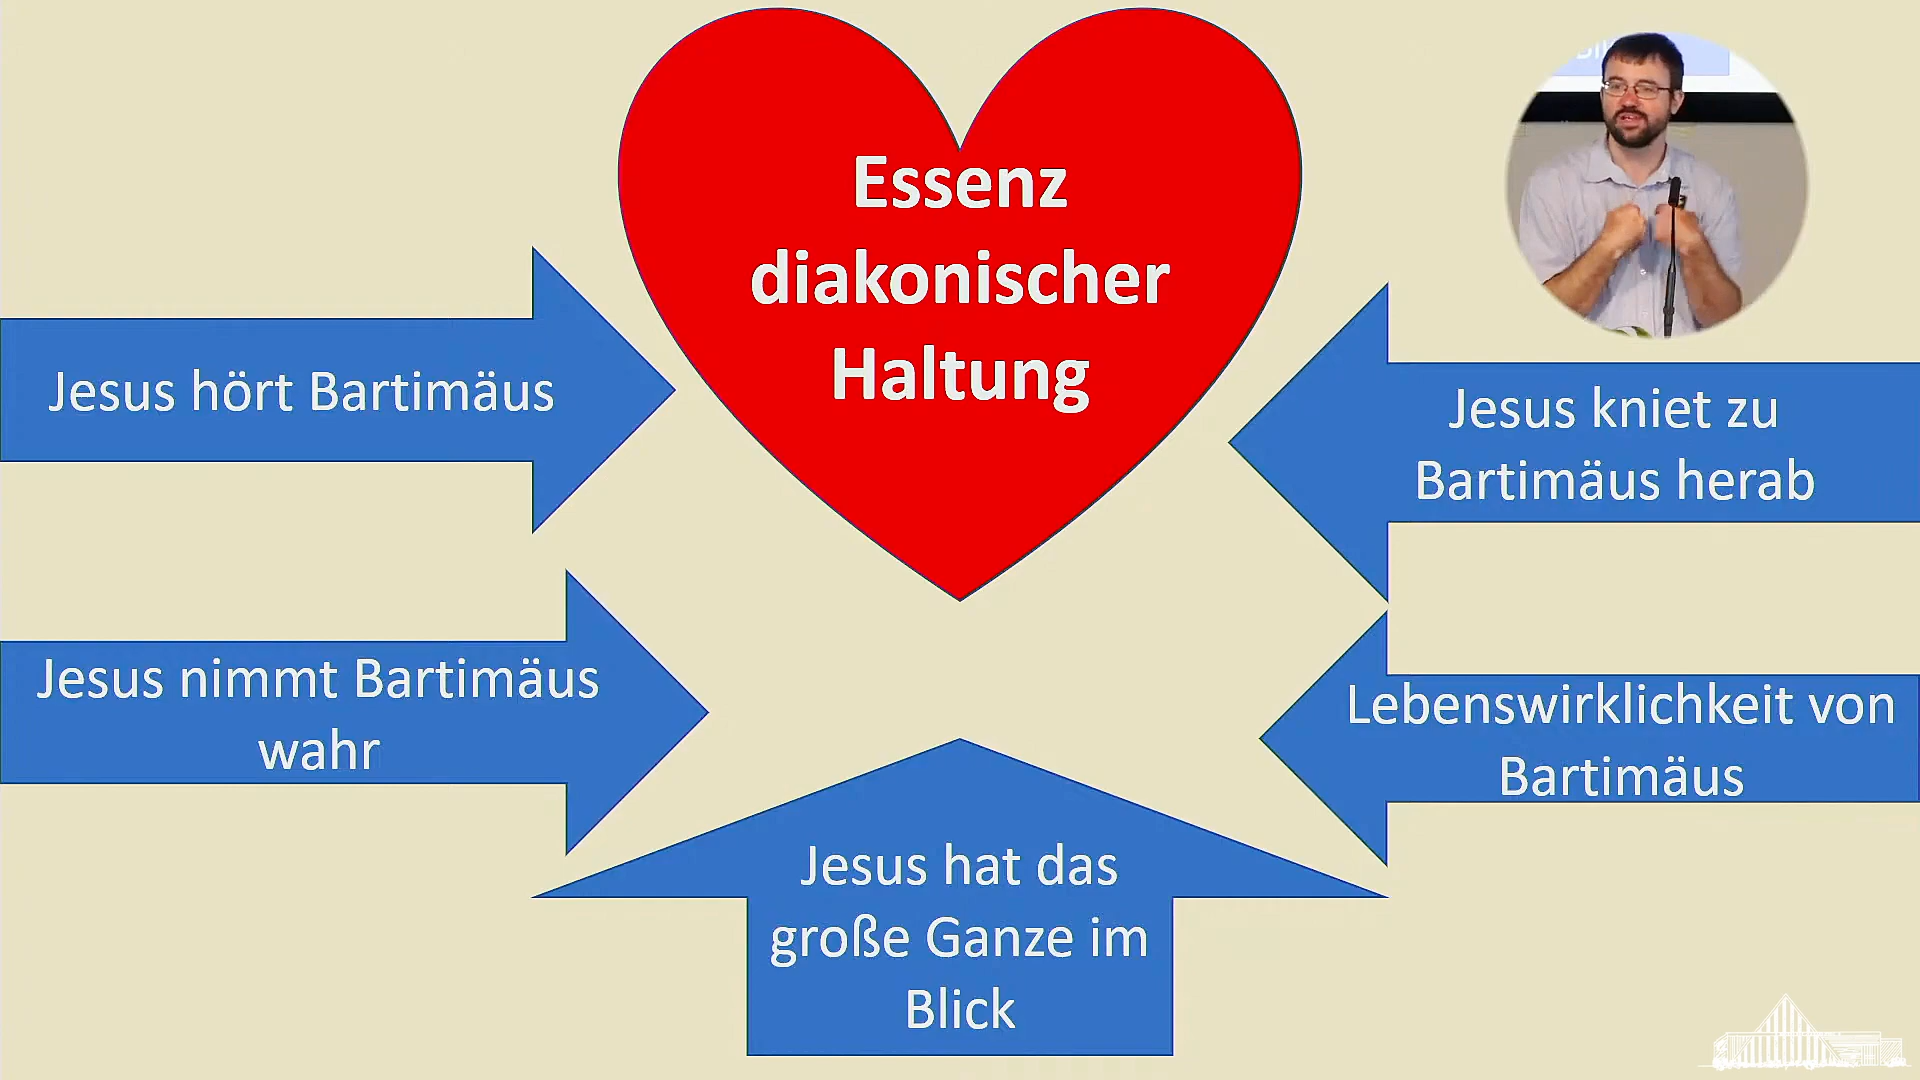 Essenz
diakonischer
Haltung
Jesus hört Bartimäus
Jesus kniet zu
Bartimäus herab
Jesus nimmt Bartimäus
wahr
Lebenswirklichkeit von
Bartimäus
Jesus hat das
große Ganze im
Blick